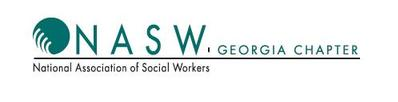 NASW GEORGIA CHAPTER
National Association of Social Workers